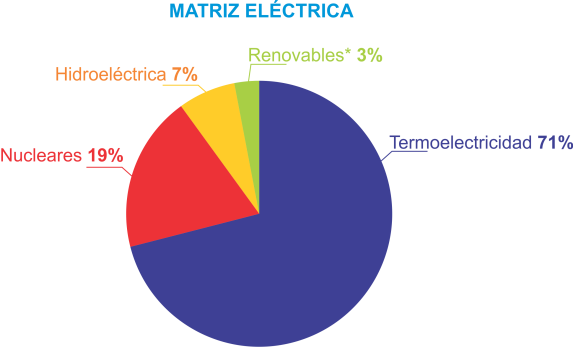 MATRIZ ELÉCTRICA
Renovables* 3%
Hidroeléctrica 7%
Termoelectricidad 71%
Nucleares 19%